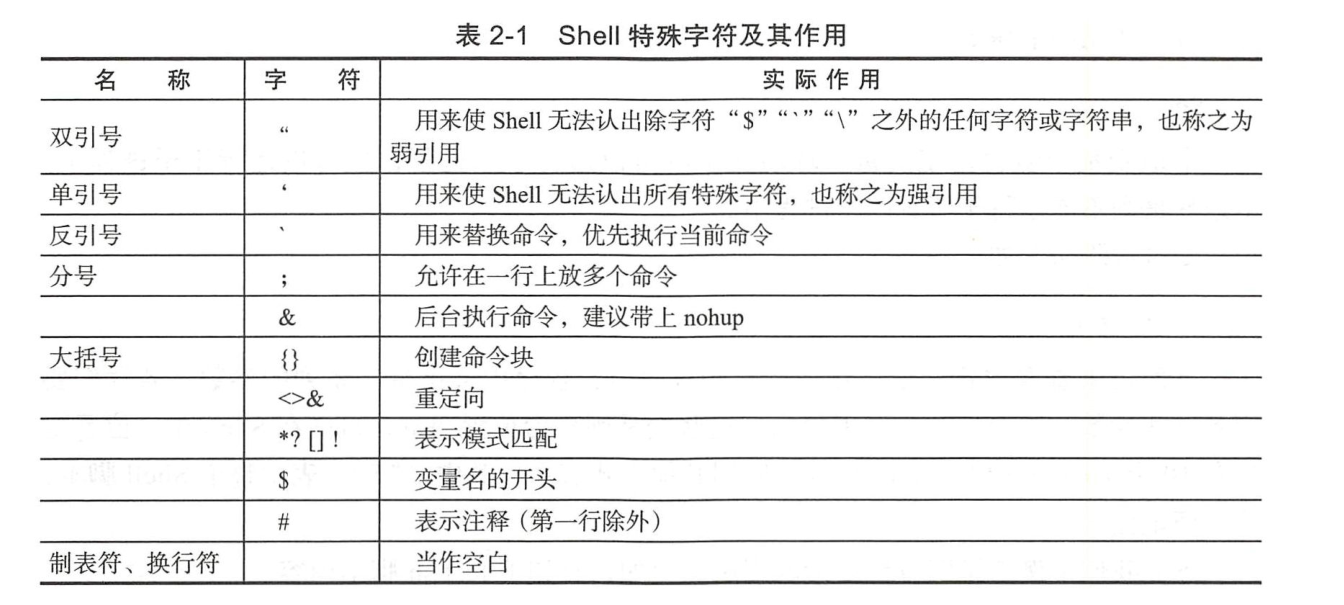 表 2-1 Shell 特殊字符及其作用
名 称 字 符 实 际 作 用
双引号 “ 用来使 Shell 无法认出除字符“$”“`”“\”之外的任何字符或字符串，也称之为
弱引用
单引号 ‘ 用来使 Shell 无法认出所有特殊字符，也称之为强引用
反引号 ` 用来替换命令，优先执行当前命令
分号 ; 允许在一行上放多个命令
& 后台执行命令，建议带上 nohup
大括号 {} 创建命令块
<>& 重定向
*? [] ! 表示模式匹配
$ 变量名的开头
# 表示注释（第一行除外）
制表符、换行符 当作空白